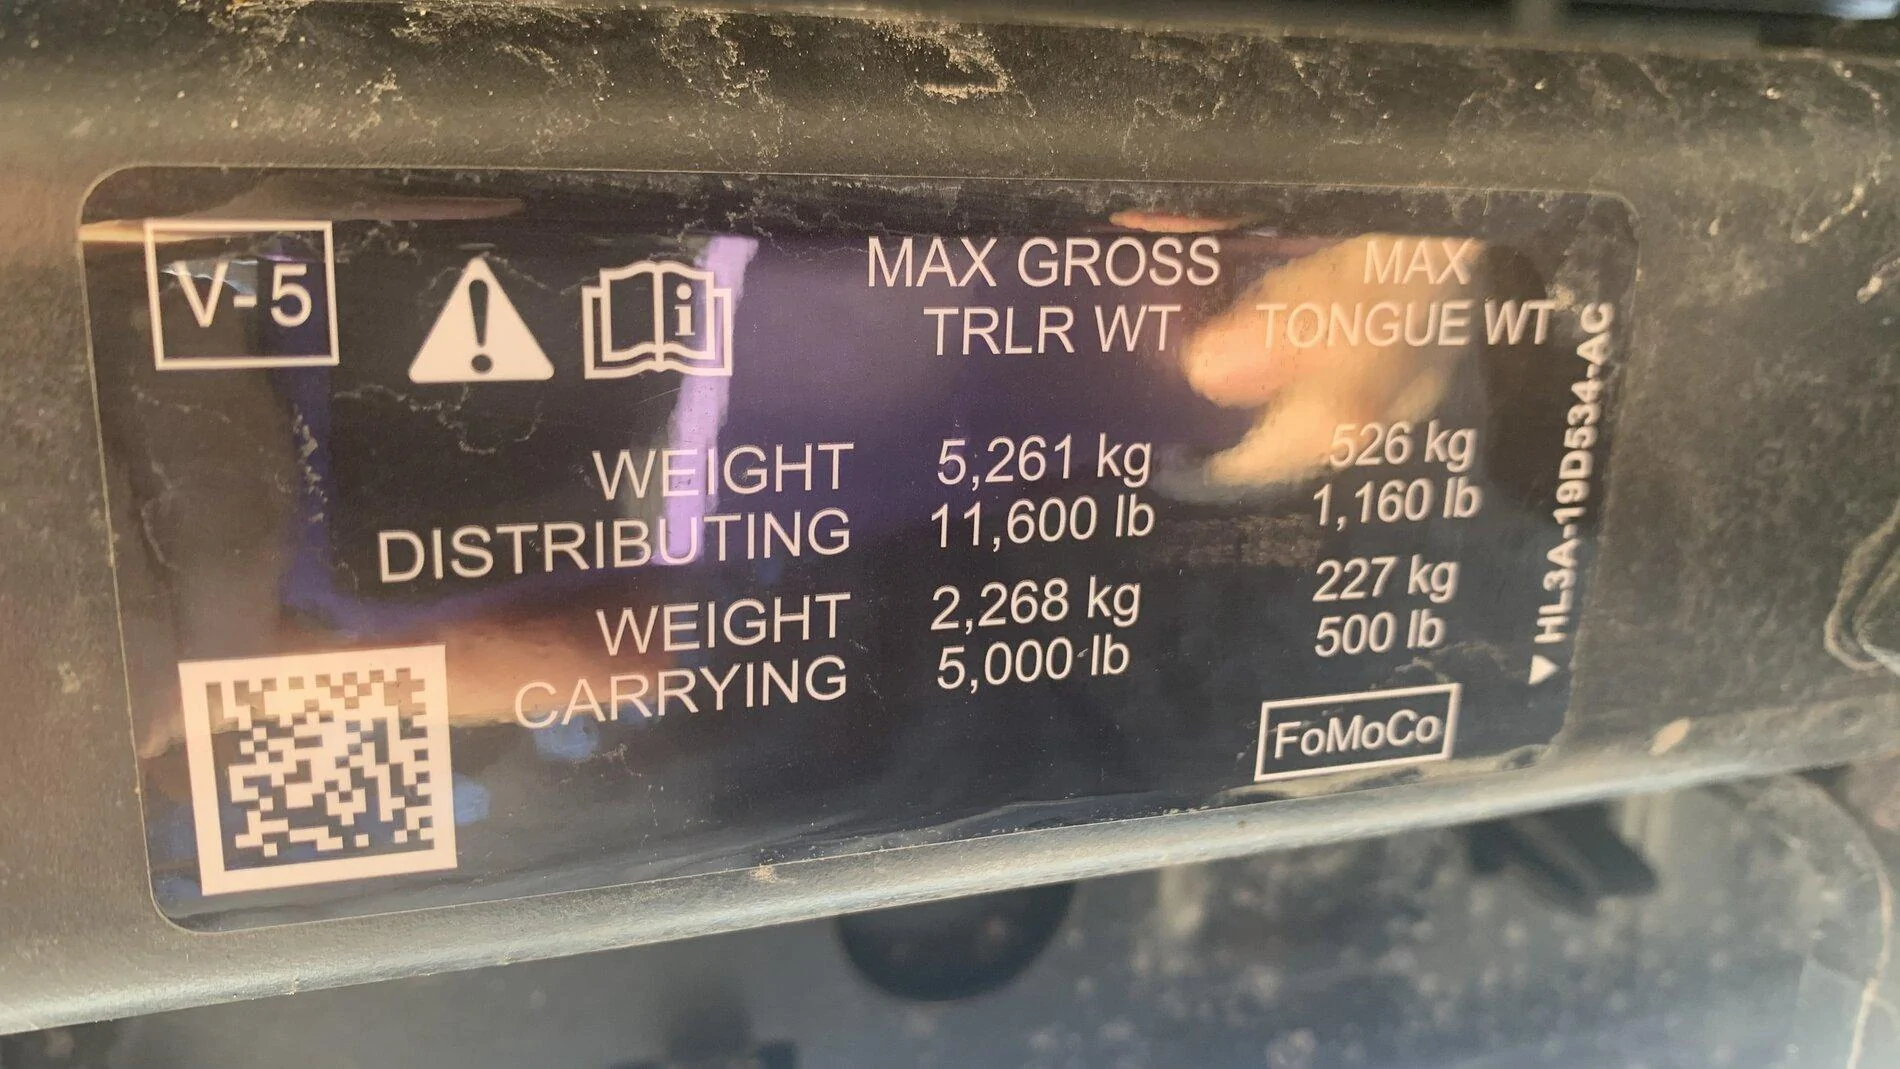 V-5
MAX GROSS
TRLR WT
MAX
TONGUE WT
WEIGHT
DISTRIBUTING
5,261 kg
11,600 lb
526 kg
1,160 lb
WEIGHT
CARRYING
2,268 kg
5,000 lb
227 kg
500 lb
FoMoCo
HL3A-19D534-AC